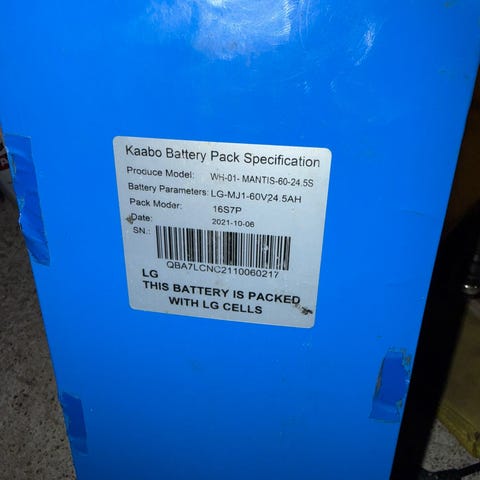 Kaabo Battery Pack Specification
Produce Model: WH-01- MANTIS-60-24.5S
Battery Parameters: LG-MJ1-60V24.5AH
Pack Moder: 16S7P
Date: 2021-10-06
SN.:
QBA7LCNC2110060217
LG
THIS BATTERY IS PACKED
WITH LG CELLS